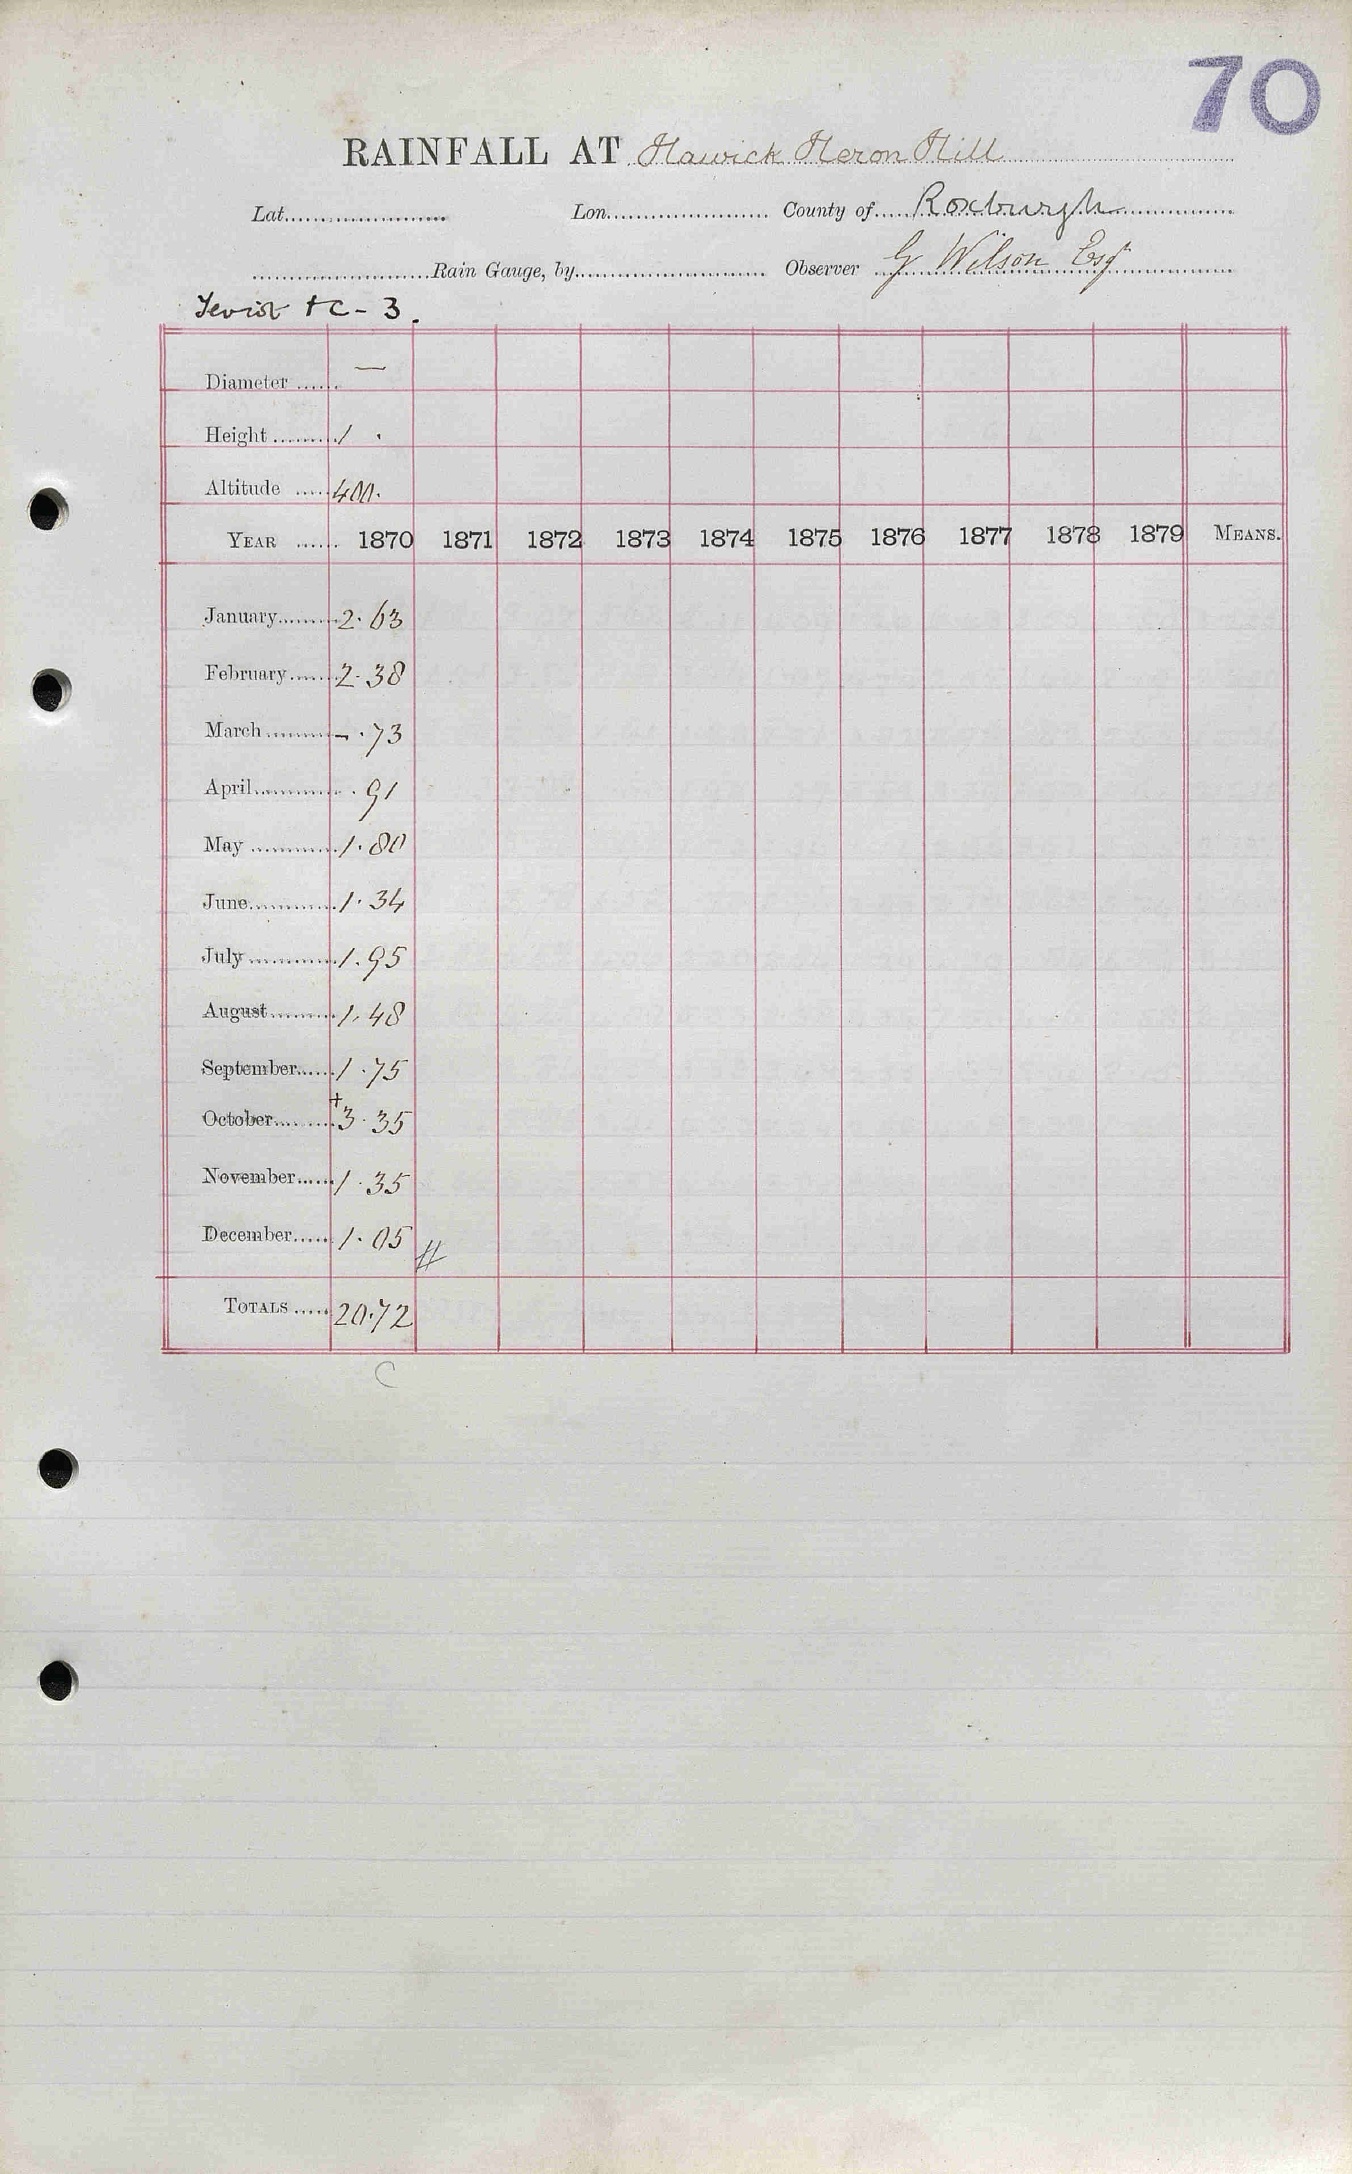 70
RAINFALL AT Hawick Heron Hill
Lat. Lon. County of Roxburgh
Rain Gauge, by Observer G Wilson Esq
Teviot + C - 3.
Diameter —
Height 1 .
Altitude 400.
YEAR 1870 1871 1872 1873 1874 1875 1876 1877 1878 1879 MEANS.
January 2.63
February 2.38
March - .73
April .91
May 1.80
June 1.34
July 1.95
August 1.48
September 1.75
October +3.35
November 1.35
December 1.05 //
TOTALS 20.72
C